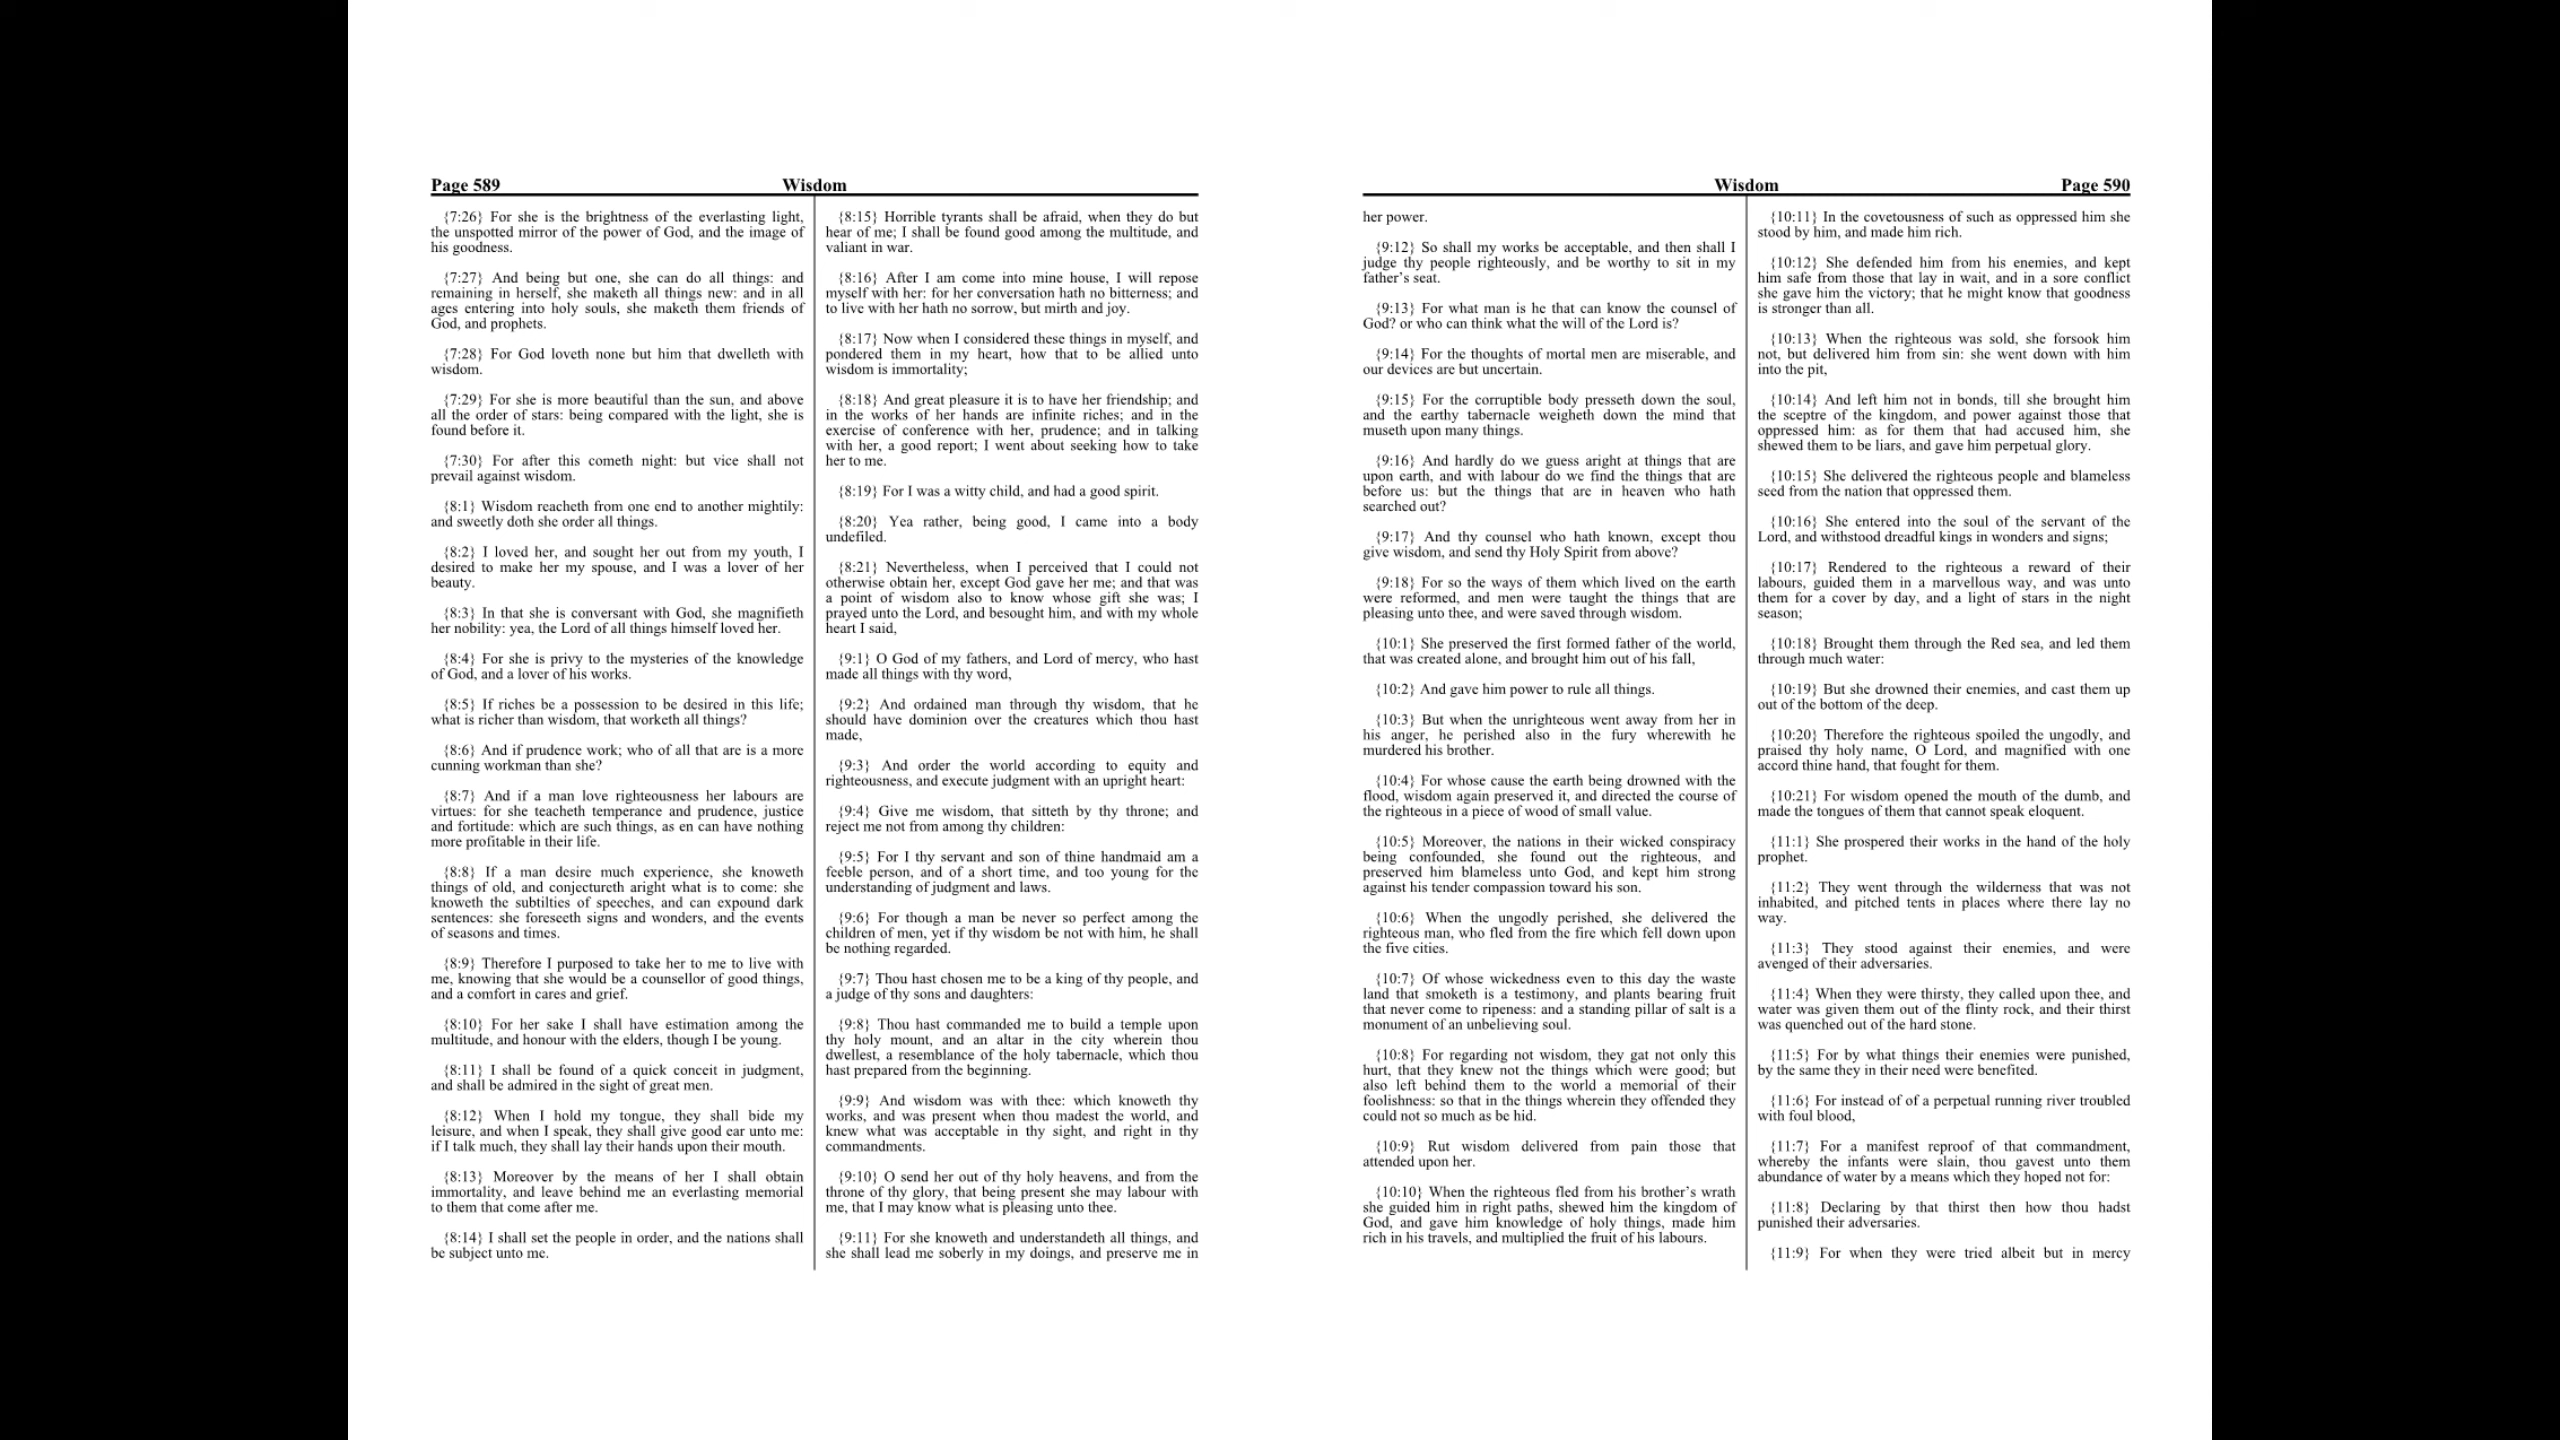 Page 589
Wisdom
{7:26} For she is the brightness of the everlasting light,
the unspotted mirror of the power of God, and the image of
his goodness.
{7:27} And being but one, she can do all things: and
remaining in herself, she maketh all things new: and in all
ages entering into holy souls, she maketh them friends of
God, and prophets.
{7:28} For God loveth none but him that dwelleth with
wisdom.
{7:29} For she is more beautiful than the sun, and above
all the order of stars: being compared with the light, she is
found before it.
{7:30} For after this cometh night: but vice shall not
prevail against wisdom.
{8:1} Wisdom reacheth from one end to another mightily:
and sweetly doth she order all things.
{8:2} I loved her, and sought her out from my youth, I
desired to make her my spouse, and I was a lover of her
beauty.
{8:3} In that she is conversant with God, she magnifieth
her nobility: yea, the Lord of all things himself loved her.
{8:4} For she is privy to the mysteries of the knowledge
of God, and a lover of his works.
{8:5} If riches be a possession to be desired in this life;
what is richer than wisdom, that worketh all things?
{8:6} And if prudence work; who of all that are is a more
cunning workman than she?
{8:7} And if a man love righteousness her labours are
virtues: for she teacheth temperance and prudence, justice
and fortitude: which are such things, as en can have nothing
more profitable in their life.
{8:8} If a man desire much experience, she knoweth
things of old, and conjectureth aright what is to come: she
knoweth the subtilties of speeches, and can expound dark
sentences: she foreseeth signs and wonders, and the events
of seasons and times.
{8:9} Therefore I purposed to take her to me to live with
me, knowing that she would be a counsellor of good things,
and a comfort in cares and grief.
{8:10} For her sake I shall have estimation among the
multitude, and honour with the elders, though I be young.
{8:11} I shall be found of a quick conceit in judgment,
and shall be admired in the sight of great men.
{8:12} When I hold my tongue, they shall bide my
leisure, and when I speak, they shall give good ear unto me:
if I talk much, they shall lay their hands upon their mouth.
{8:13} Moreover by the means of her I shall obtain
immortality, and leave behind me an everlasting memorial
to them that come after me.
{8:14} I shall set the people in order, and the nations shall
be subject unto me.
{8:15} Horrible tyrants shall be afraid, when they do but
hear of me; I shall be found good among the multitude, and
valiant in war.
{8:16} After I am come into mine house, I will repose
myself with her: for her conversation hath no bitterness; and
to live with her hath no sorrow, but mirth and joy.
{8:17} Now when I considered these things in myself, and
pondered them in my heart, how that to be allied unto
wisdom is immortality;
{8:18} And great pleasure it is to have her friendship; and
in the works of her hands are infinite riches; and in the
exercise of conference with her, prudence; and in talking
with her, a good report; I went about seeking how to take
her to me.
{8:19} For I was a witty child, and had a good spirit.
{8:20} Yea rather, being good, I came into a body
undefiled.
{8:21} Nevertheless, when I perceived that I could not
otherwise obtain her, except God gave her me; and that was
a point of wisdom also to know whose gift she was; I
prayed unto the Lord, and besought him, and with my whole
heart I said,
{9:1} O God of my fathers, and Lord of mercy, who hast
made all things with thy word,
{9:2} And ordained man through thy wisdom, that he
should have dominion over the creatures which thou hast
made,
{9:3} And order the world according to equity and
righteousness, and execute judgment with an upright heart:
{9:4} Give me wisdom, that sitteth by thy throne; and
reject me not from among thy children:
{9:5} For I thy servant and son of thine handmaid am a
feeble person, and of a short time, and too young for the
understanding of judgment and laws.
{9:6} For though a man be never so perfect among the
children of men, yet if thy wisdom be not with him, he shall
be nothing regarded.
{9:7} Thou hast chosen me to be a king of thy people, and
a judge of thy sons and daughters:
{9:8} Thou hast commanded me to build a temple upon
thy holy mount, and an altar in the city wherein thou
dwellest, a resemblance of the holy tabernacle, which thou
hast prepared from the beginning.
{9:9} And wisdom was with thee: which knoweth thy
works, and was present when thou madest the world, and
knew what was acceptable in thy sight, and right in thy
commandments.
{9:10} O send her out of thy holy heavens, and from the
throne of thy glory, that being present she may labour with
me, that I may know what is pleasing unto thee.
{9:11} For she knoweth and understandeth all things, and
she shall lead me soberly in my doings, and preserve me in
Wisdom
Page 590
her power.
{9:12} So shall my works be acceptable, and then shall I
judge thy people righteously, and be worthy to sit in my
father’s seat.
{9:13} For what man is he that can know the counsel of
God? or who can think what the will of the Lord is?
{9:14} For the thoughts of mortal men are miserable, and
our devices are but uncertain.
{9:15} For the corruptible body presseth down the soul,
and the earthy tabernacle weigheth down the mind that
museth upon many things.
{9:16} And hardly do we guess aright at things that are
upon earth, and with labour do we find the things that are
before us: but the things that are in heaven who hath
searched out?
{9:17} And thy counsel who hath known, except thou
give wisdom, and send thy Holy Spirit from above?
{9:18} For so the ways of them which lived on the earth
were reformed, and men were taught the things that are
pleasing unto thee, and were saved through wisdom.
{10:1} She preserved the first formed father of the world,
that was created alone, and brought him out of his fall,
{10:2} And gave him power to rule all things.
{10:3} But when the unrighteous went away from her in
his anger, he perished also in the fury wherewith he
murdered his brother.
{10:4} For whose cause the earth being drowned with the
flood, wisdom again preserved it, and directed the course of
the righteous in a piece of wood of small value.
{10:5} Moreover, the nations in their wicked conspiracy
being confounded, she found out the righteous, and
preserved him blameless unto God, and kept him strong
against his tender compassion toward his son.
{10:6} When the ungodly perished, she delivered the
righteous man, who fled from the fire which fell down upon
the five cities.
{10:7} Of whose wickedness even to this day the waste
land that smoketh is a testimony, and plants bearing fruit
that never come to ripeness: and a standing pillar of salt is a
monument of an unbelieving soul.
{10:8} For regarding not wisdom, they gat not only this
hurt, that they knew not the things which were good; but
also left behind them to the world a memorial of their
foolishness: so that in the things wherein they offended they
could not so much as be hid.
{10:9} Rut wisdom delivered from pain those that
attended upon her.
{10:10} When the righteous fled from his brother’s wrath
she guided him in right paths, shewed him the kingdom of
God, and gave him knowledge of holy things, made him
rich in his travels, and multiplied the fruit of his labours.
{10:11} In the covetousness of such as oppressed him she
stood by him, and made him rich.
{10:12} She defended him from his enemies, and kept
him safe from those that lay in wait, and in a sore conflict
she gave him the victory; that he might know that goodness
is stronger than all.
{10:13} When the righteous was sold, she forsook him
not, but delivered him from sin: she went down with him
into the pit,
{10:14} And left him not in bonds, till she brought him
the sceptre of the kingdom, and power against those that
oppressed him: as for them that had accused him, she
shewed them to be liars, and gave him perpetual glory.
{10:15} She delivered the righteous people and blameless
seed from the nation that oppressed them.
{10:16} She entered into the soul of the servant of the
Lord, and withstood dreadful kings in wonders and signs;
{10:17} Rendered to the righteous a reward of their
labours, guided them in a marvellous way, and was unto
them for a cover by day, and a light of stars in the night
season;
{10:18} Brought them through the Red sea, and led them
through much water:
{10:19} But she drowned their enemies, and cast them up
out of the bottom of the deep.
{10:20} Therefore the righteous spoiled the ungodly, and
praised thy holy name, O Lord, and magnified with one
accord thine hand, that fought for them.
{10:21} For wisdom opened the mouth of the dumb, and
made the tongues of them that cannot speak eloquent.
{11:1} She prospered their works in the hand of the holy
prophet.
{11:2} They went through the wilderness that was not
inhabited, and pitched tents in places where there lay no
way.
{11:3} They stood against their enemies, and were
avenged of their adversaries.
{11:4} When they were thirsty, they called upon thee, and
water was given them out of the flinty rock, and their thirst
was quenched out of the hard stone.
{11:5} For by what things their enemies were punished,
by the same they in their need were benefited.
{11:6} For instead of of a perpetual running river troubled
with foul blood,
{11:7} For a manifest reproof of that commandment,
whereby the infants were slain, thou gavest unto them
abundance of water by a means which they hoped not for:
{11:8} Declaring by that thirst then how thou hadst
punished their adversaries.
{11:9} For when they were tried albeit but in mercy